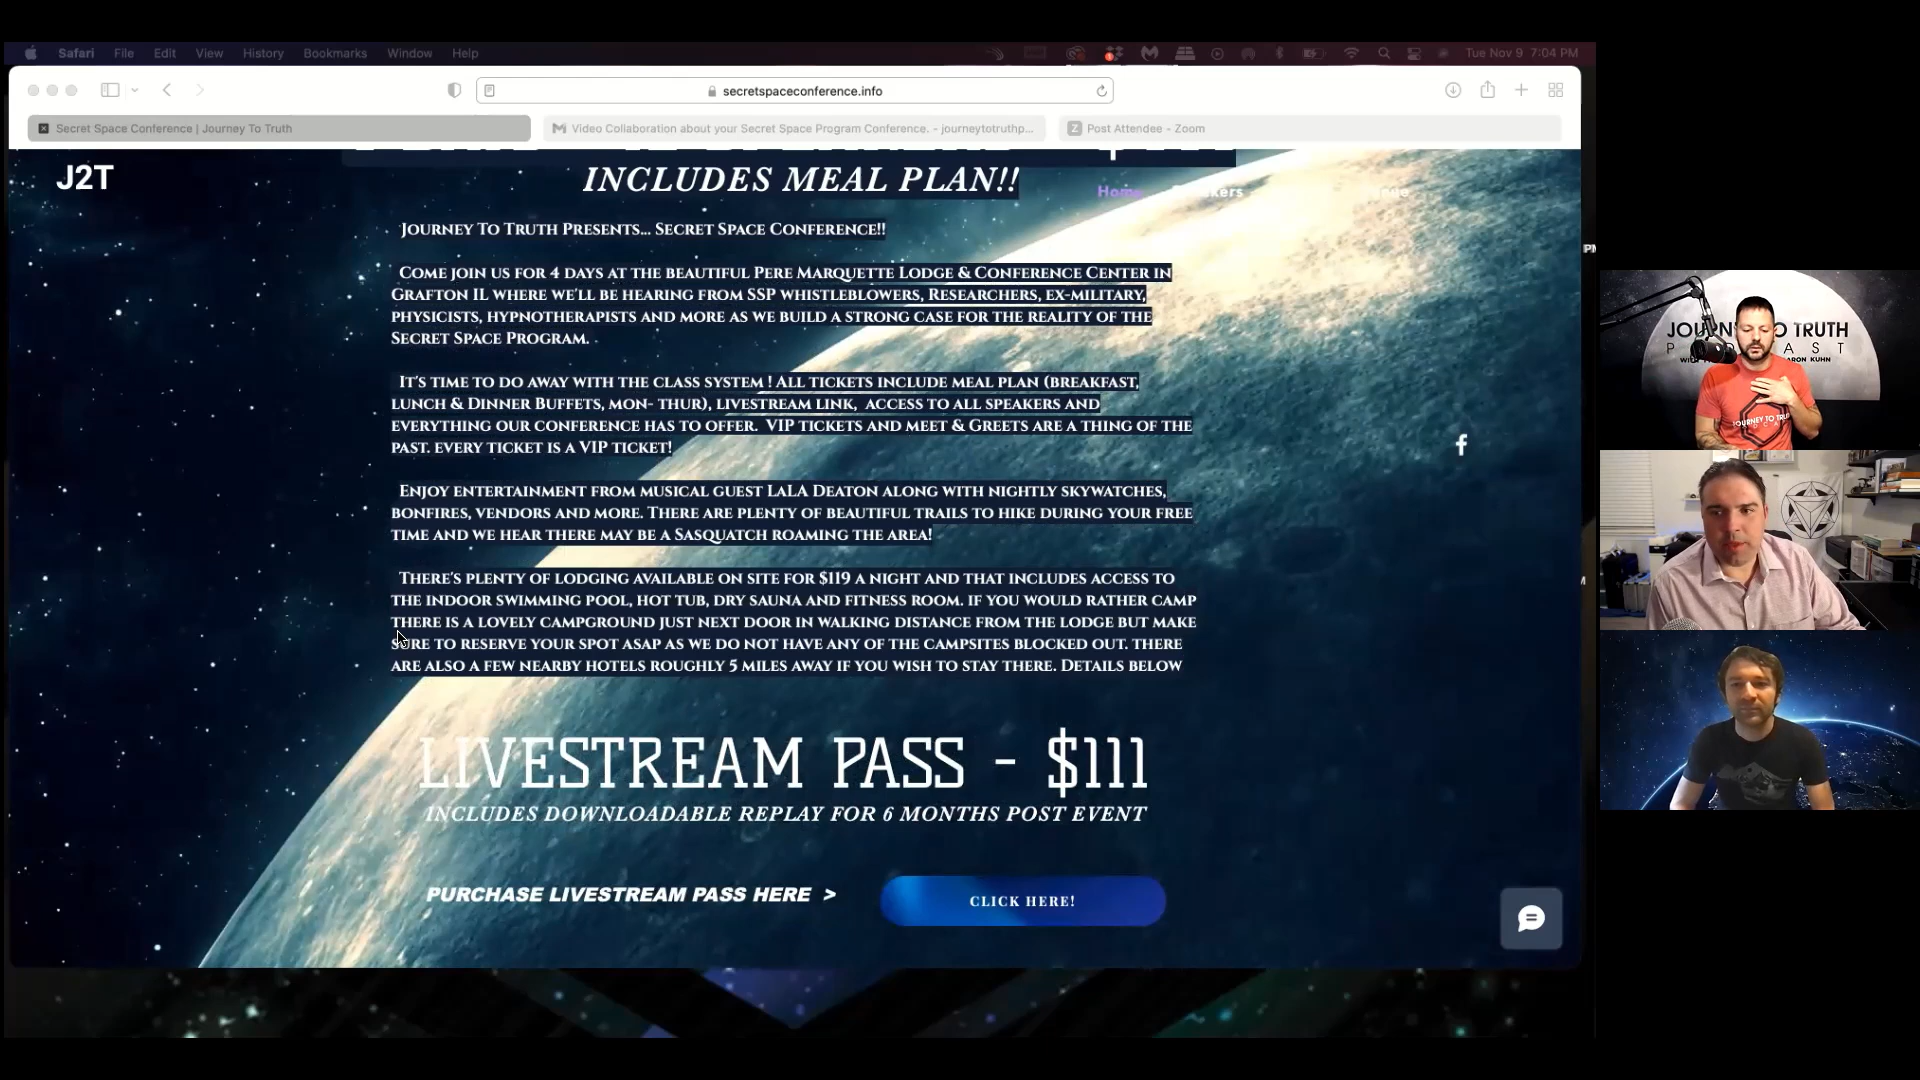 Safari File Edit View History Bookmarks Window Help Tue Nov 9 7:04 PM
secretspaceconference.info
Secret Space Conference | Journey To Truth
Video Collaboration about your Secret Space Program Conference. - journeytotruthp...
Post Attendee - Zoom
J2T
INCLUDES MEAL PLAN!!
Home
Journey To Truth Presents... Secret Space Conference!!
Come join us for 4 days at the beautiful Pere Marquette Lodge & Conference Center in
Grafton IL where we'll be hearing from SSP whistleblowers, Researchers, ex-military,
physicists, hypnotherapists and more as we build a strong case for the reality of the
Secret Space Program.
It's time to do away with the class system ! All tickets include meal plan (breakfast,
lunch & Dinner Buffets, Mon- Thur), livestream link, access to all speakers and
everything our conference has to offer. VIP tickets and Meet & Greets are a thing of the
past. Every ticket is a VIP ticket!
Enjoy entertainment from musical guest LaLA Deaton along with nightly skywatches,
bonfires, vendors and more. There are plenty of beautiful trails to hike during your free
time and we hear there may be a Sasquatch roaming the area!
There's plenty of lodging available on site for $119 a night and that includes access to
the indoor swimming pool, hot tub, dry sauna and fitness room. If you would rather camp
there is a lovely campground just next door in walking distance from the lodge but make
sure to reserve your spot asap as we do not have any of the campsites blocked out. There
are also a few nearby hotels roughly 5 miles away if you wish to stay there. Details below
LIVESTREAM PASS - $111
INCLUDES DOWNLOADABLE REPLAY FOR 6 MONTHS POST EVENT
PURCHASE LIVESTREAM PASS HERE >
CLICK HERE!
JOURNEY TO TRUTH
PODCAST
AARON KUHN
JOURNEY TO TRUTH